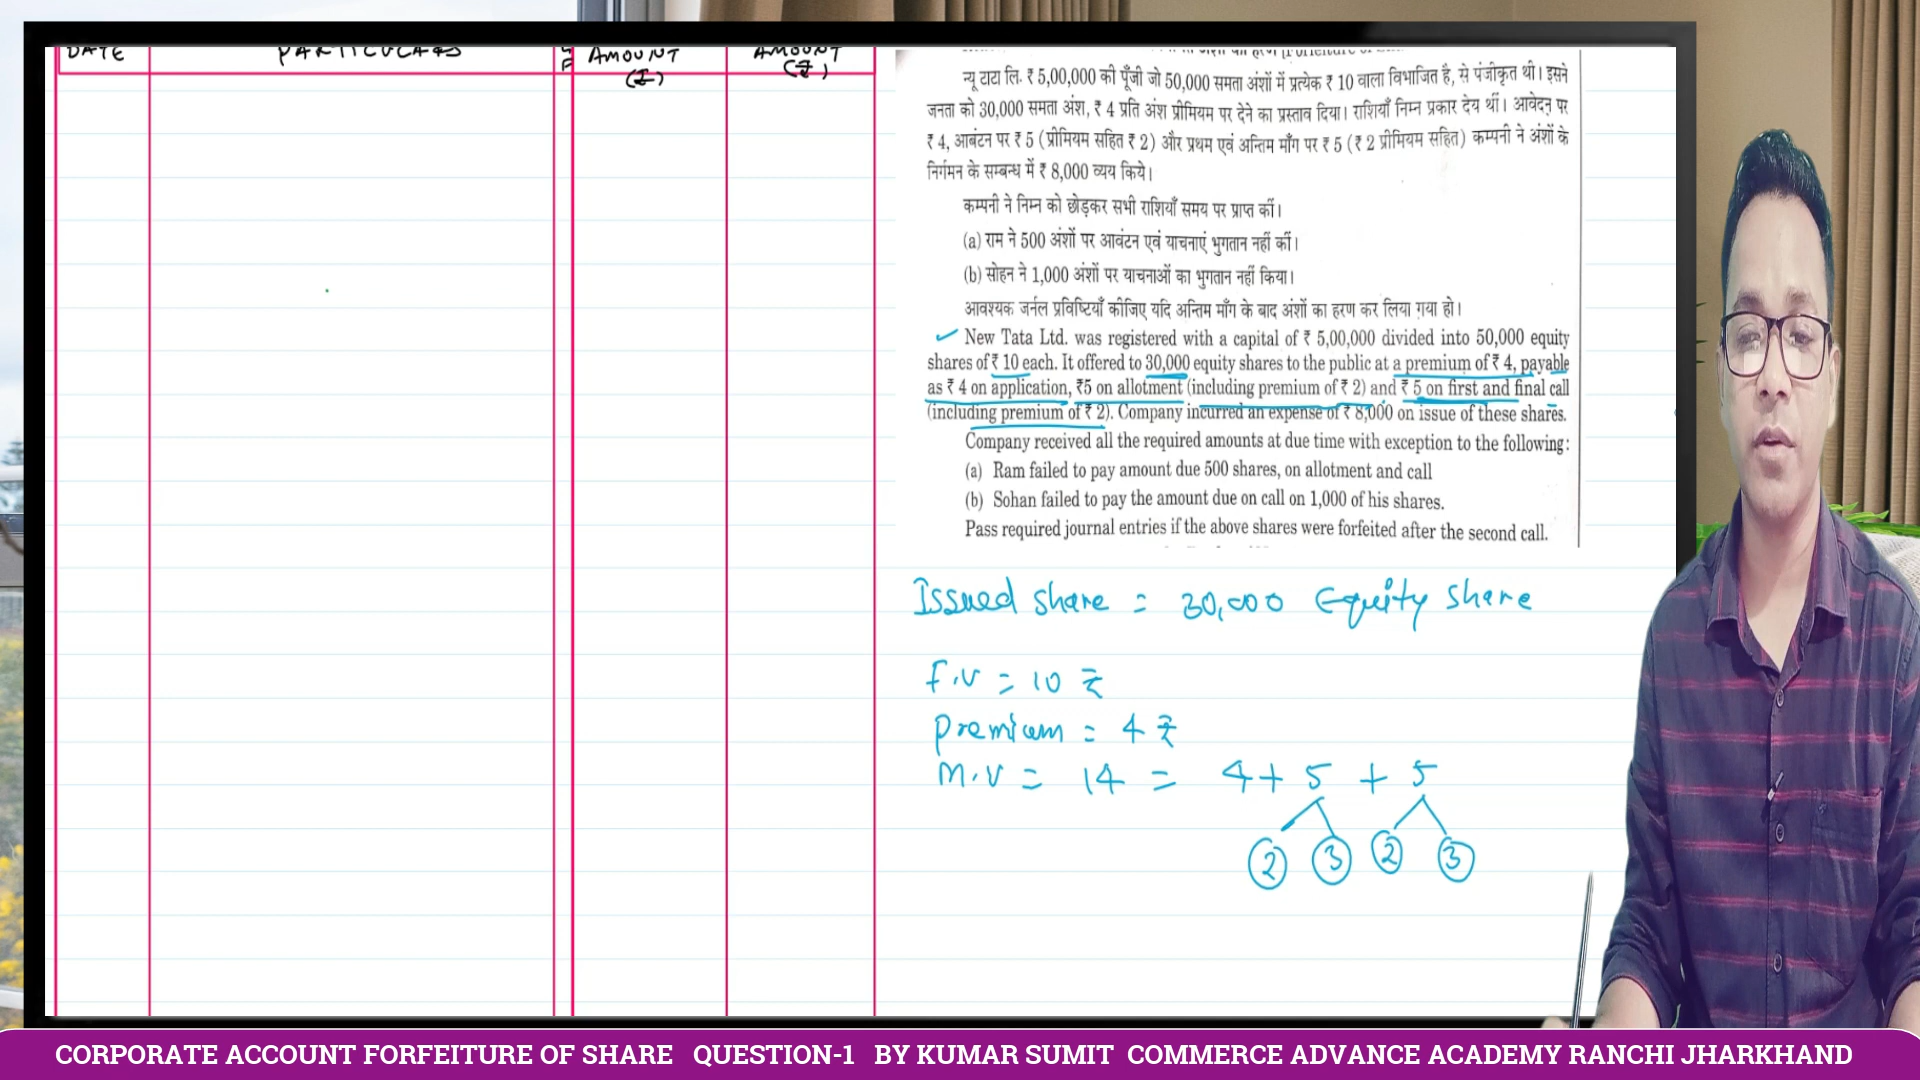 DATE PARTICULARS L F AMOUNT (₹) AMOUNT (₹)
न्यू टाटा लि. ₹ 5,00,000 की पूँजी जो 50,000 समता अंशों में प्रत्येक ₹ 10 वाला विभाजित है, से पंजीकृत थी। इसने
जनता को 30,000 समता अंश, ₹ 4 प्रति अंश प्रीमियम पर देने का प्रस्ताव दिया। राशियाँ निम्न प्रकार देय थीं। आवेदन पर
₹ 4, आबंटन पर ₹ 5 (प्रीमियम सहित ₹ 2) और प्रथम एवं अन्तिम माँग पर ₹ 5 (₹ 2 प्रीमियम सहित) कम्पनी ने अंशों के
निर्गमन के सम्बन्ध में ₹ 8,000 व्यय किये।
कम्पनी ने निम्न को छोड़कर सभी राशियाँ समय पर प्राप्त कीं।
(a) राम ने 500 अंशों पर आवंटन एवं याचनाएं भुगतान नहीं कीं।
(b) सोहन ने 1,000 अंशों पर याचनाओं का भुगतान नहीं किया।
आवश्यक जर्नल प्रविष्टियाँ कीजिए यदि अन्तिम माँग के बाद अंशों का हरण कर लिया गया हो।
New Tata Ltd. was registered with a capital of ₹ 5,00,000 divided into 50,000 equity
shares of ₹ 10 each. It offered to 30,000 equity shares to the public at a premium of ₹ 4, payable
as ₹ 4 on application, ₹5 on allotment (including premium of ₹ 2) and ₹ 5 on first and final call
(including premium of ₹ 2). Company incurred an expense of ₹ 8,000 on issue of these shares.
Company received all the required amounts at due time with exception to the following:
(a) Ram failed to pay amount due 500 shares, on allotment and call
(b) Sohan failed to pay the amount due on call on 1,000 of his shares.
Pass required journal entries if the above shares were forfeited after the second call.
Issued share = 30,000 Equity share
F.V = 10 ₹
Premium = 4 ₹
M.V = 14 = 4 + 5 + 5
2 3 2 3
CORPORATE ACCOUNT FORFEITURE OF SHARE QUESTION-1 BY KUMAR SUMIT COMMERCE ADVANCE ACADEMY RANCHI JHARKHAND